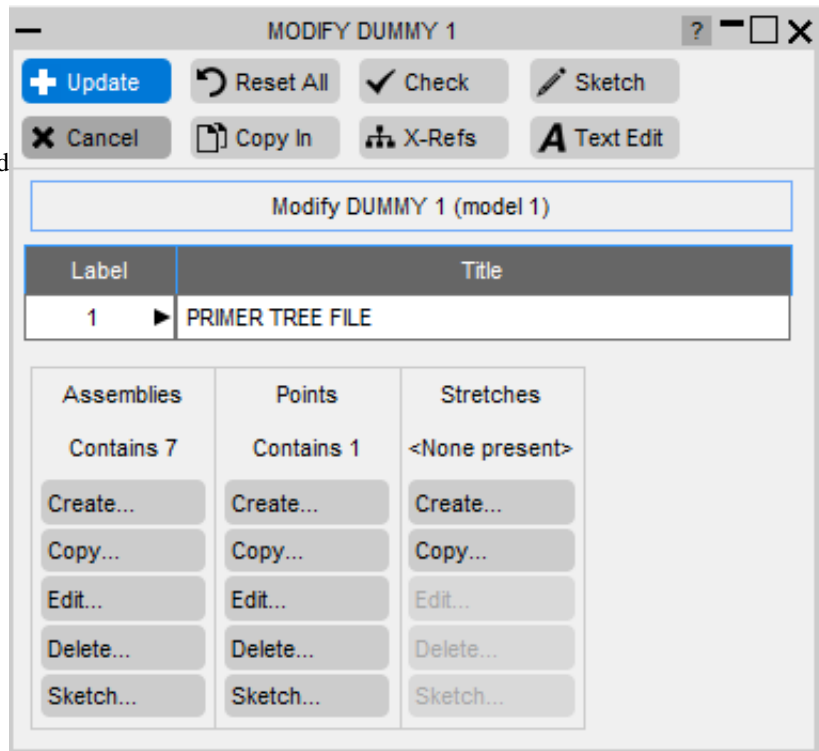 MODIFY DUMMY 1 ?
Update Reset All Check Sketch
Cancel Copy In X-Refs A Text Edit
d
Modify DUMMY 1 (model 1)
Label Title
1 PRIMER TREE FILE
Assemblies Points Stretches
Contains 7 Contains 1 <None present>
Create... Create... Create...
Copy... Copy... Copy...
Edit... Edit... Edit...
Delete... Delete... Delete...
Sketch... Sketch... Sketch...